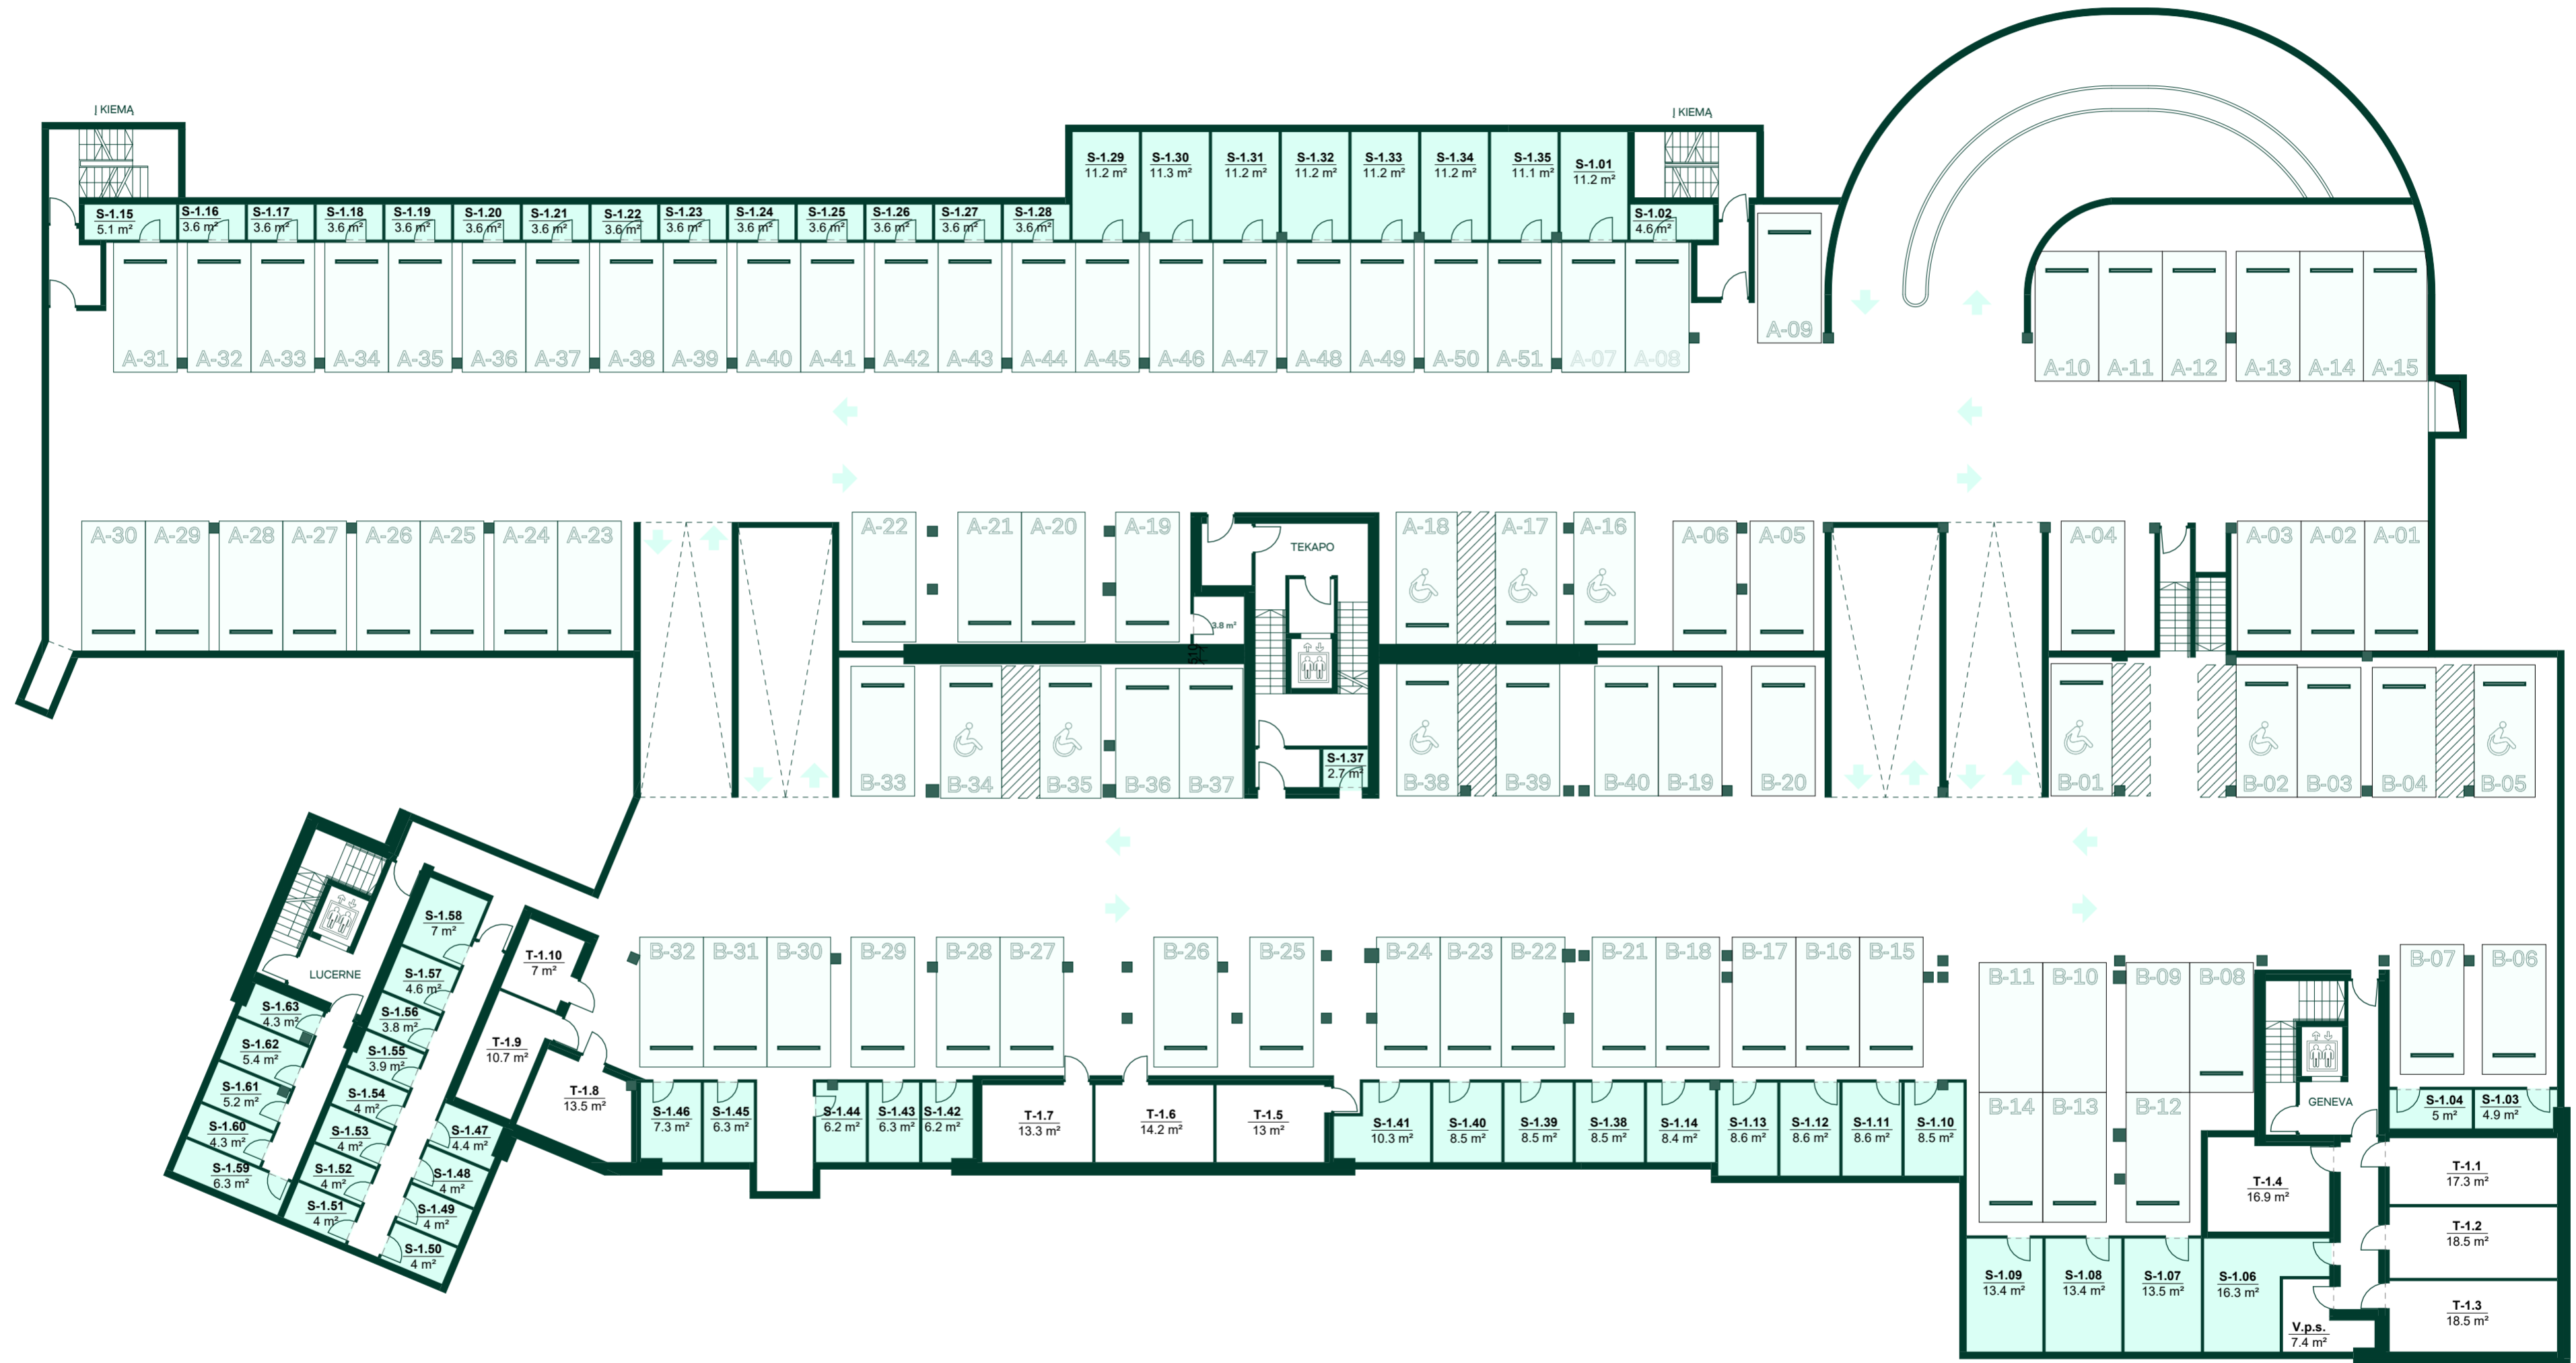 Į KIEMĄ
Į KIEMĄ
S-1.29
11.2 m²
S-1.30
11.3 m²
S-1.31
11.2 m²
S-1.32
11.2 m²
S-1.33
11.2 m²
S-1.34
11.2 m²
S-1.35
11.1 m²
S-1.01
11.2 m²
S-1.15
5.1 m²
S-1.16
3.6 m²
S-1.17
3.6 m²
S-1.18
3.6 m²
S-1.19
3.6 m²
S-1.20
3.6 m²
S-1.21
3.6 m²
S-1.22
3.6 m²
S-1.23
3.6 m²
S-1.24
3.6 m²
S-1.25
3.6 m²
S-1.26
3.6 m²
S-1.27
3.6 m²
S-1.28
3.6 m²
S-1.02
4.6 m²
A-31
A-32
A-33
A-34
A-35
A-36
A-37
A-38
A-39
A-40
A-41
A-42
A-43
A-44
A-45
A-46
A-47
A-48
A-49
A-50
A-51
A-07
A-08
A-09
A-10
A-11
A-12
A-13
A-14
A-15
A-30
A-29
A-28
A-27
A-26
A-25
A-24
A-23
A-22
A-21
A-20
A-19
TEKAPO
A-18
A-17
A-16
A-06
A-05
A-04
A-03
A-02
A-01
3.8 m²
510
B-33
B-34
B-35
B-36
B-37
S-1.37
2.7 m²
B-38
B-39
B-40
B-19
B-20
B-01
B-02
B-03
B-04
B-05
LUCERNE
S-1.58
7 m²
S-1.57
4.6 m²
S-1.56
3.8 m²
S-1.55
3.9 m²
S-1.54
4 m²
S-1.53
4 m²
S-1.52
4 m²
S-1.51
4 m²
S-1.63
4.3 m²
S-1.62
5.4 m²
S-1.61
5.2 m²
S-1.60
4.3 m²
S-1.59
6.3 m²
S-1.47
4.4 m²
S-1.48
4 m²
S-1.49
4 m²
S-1.50
4 m²
T-1.10
7 m²
T-1.9
10.7 m²
T-1.8
13.5 m²
B-32
B-31
B-30
B-29
B-28
B-27
B-26
B-25
B-24
B-23
B-22
B-21
B-18
B-17
B-16
B-15
B-11
B-10
B-09
B-08
B-07
B-06
B-14
B-13
B-12
GENEVA
S-1.46
7.3 m²
S-1.45
6.3 m²
S-1.44
6.2 m²
S-1.43
6.3 m²
S-1.42
6.2 m²
T-1.7
13.3 m²
T-1.6
14.2 m²
T-1.5
13 m²
S-1.41
10.3 m²
S-1.40
8.5 m²
S-1.39
8.5 m²
S-1.38
8.5 m²
S-1.14
8.4 m²
S-1.13
8.6 m²
S-1.12
8.6 m²
S-1.11
8.6 m²
S-1.10
8.5 m²
S-1.04
5 m²
S-1.03
4.9 m²
T-1.4
16.9 m²
T-1.1
17.3 m²
T-1.2
18.5 m²
T-1.3
18.5 m²
S-1.09
13.4 m²
S-1.08
13.4 m²
S-1.07
13.5 m²
S-1.06
16.3 m²
V.p.s.
7.4 m²